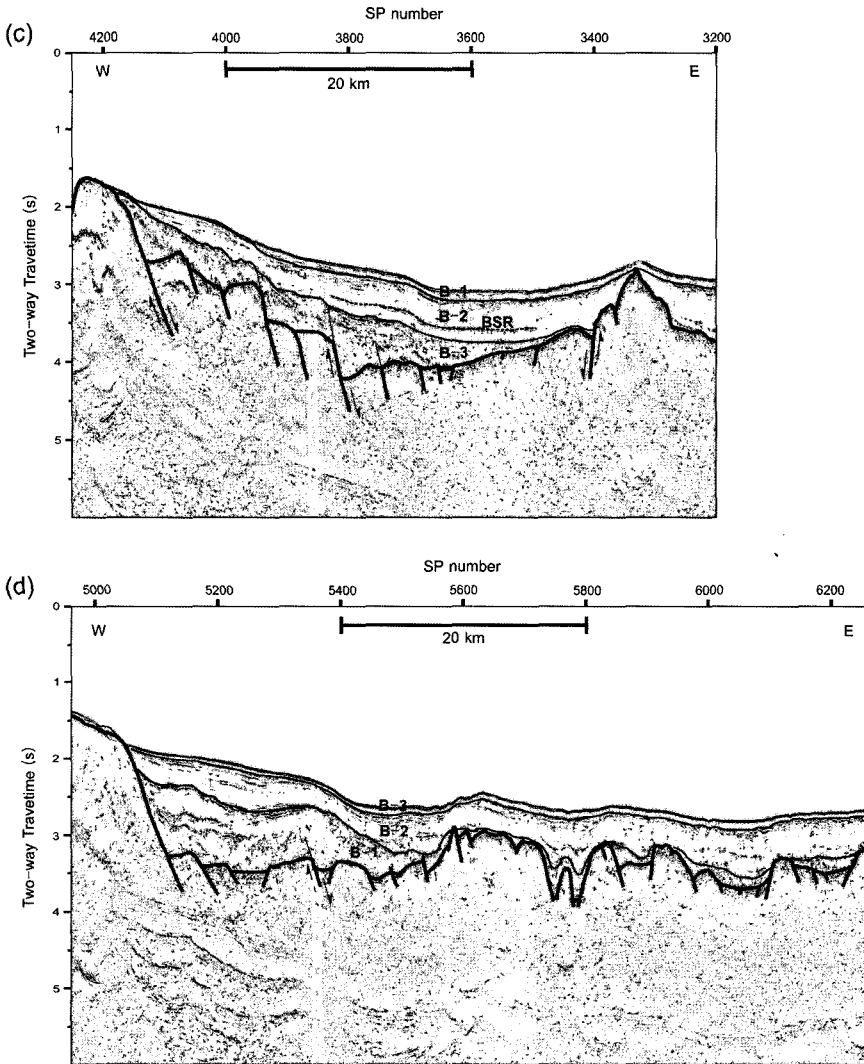 (c)
SP number
4200 4000 3800 3600 3400 3200
W E
20 km
0
1
2
3
4
5
Two-way Travetime (s)
B-1
B-2
BSR
B-3
(d)
SP number
5000 5200 5400 5600 5800 6000 6200
W E
20 km
0
1
2
3
4
5
Two-way Travetime (s)
B-3
B-2
B-1